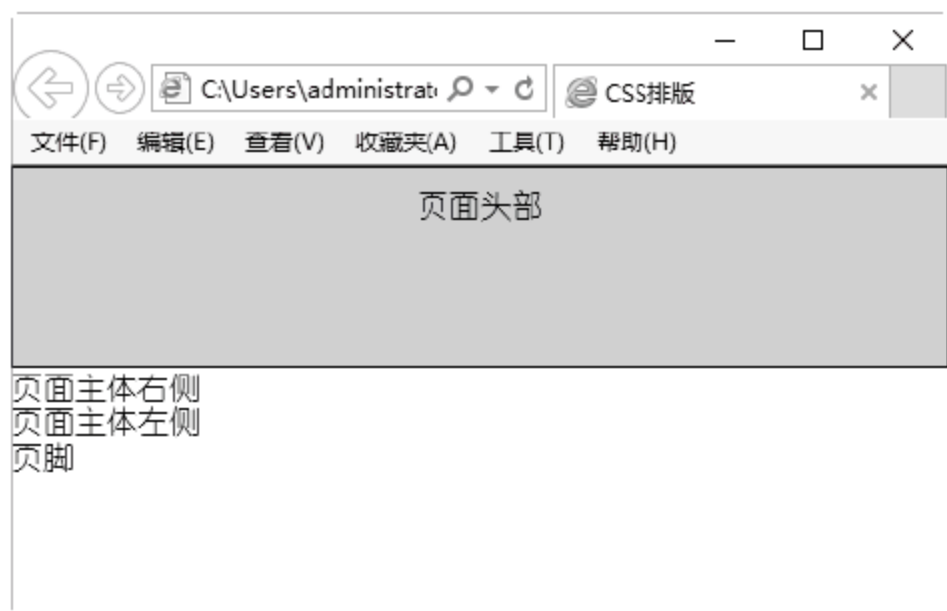 C:\Users\administrat
CSS排版
文件(F) 编辑(E) 查看(V) 收藏夹(A) 工具(T) 帮助(H)
页面头部
页面主体右侧
页面主体左侧
页脚